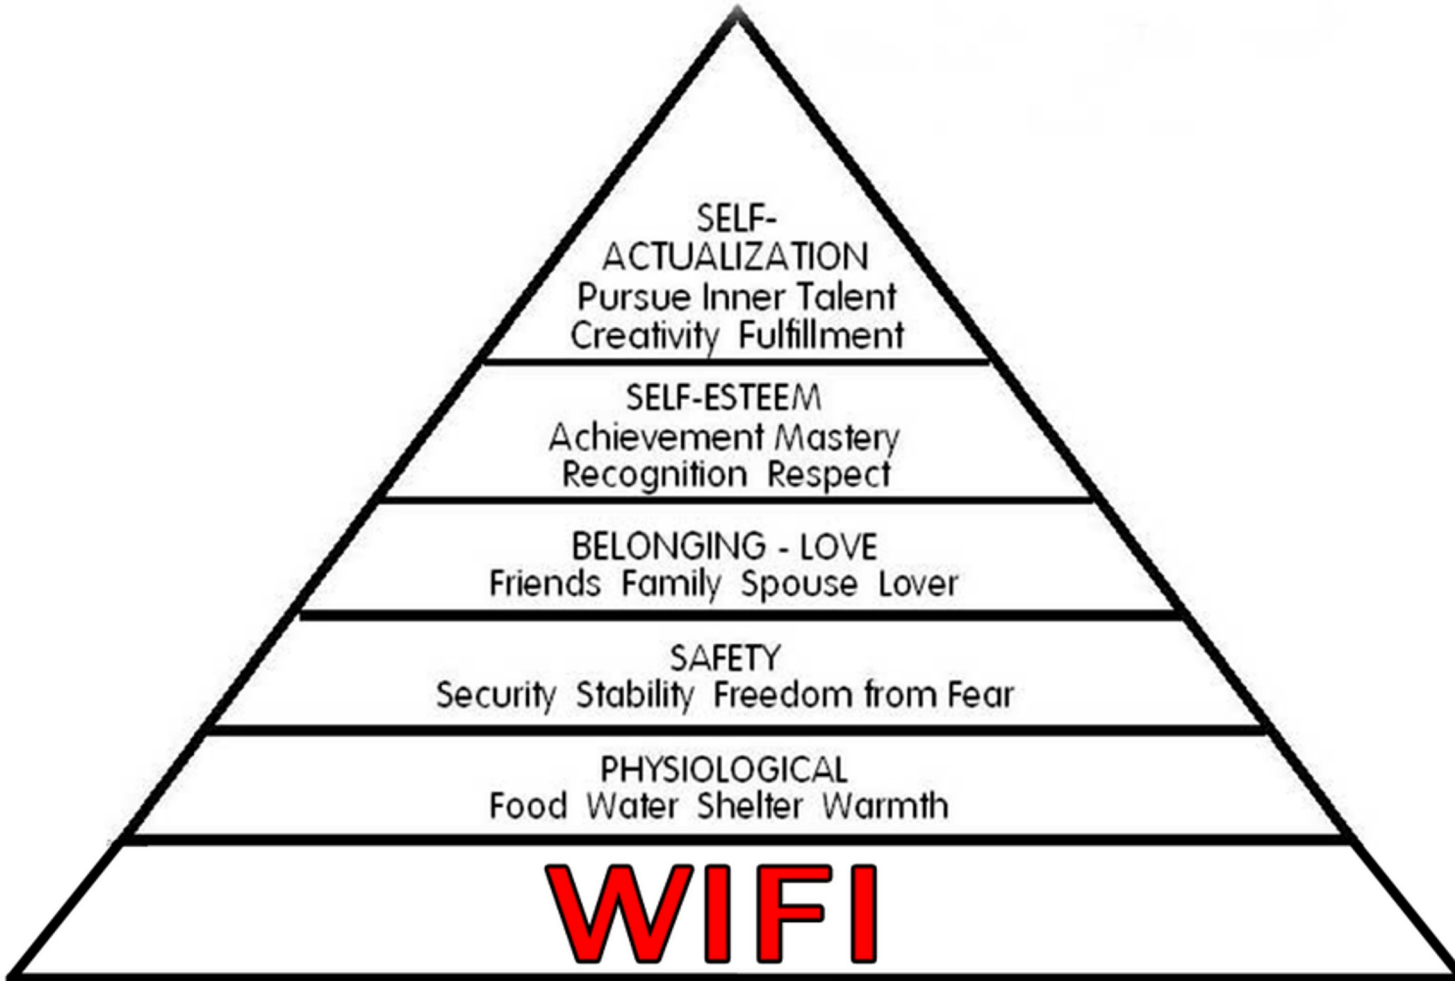 SELF-
ACTUALIZATION
Pursue Inner Talent
Creativity Fulfillment
SELF-ESTEEM
Achievement Mastery
Recognition Respect
BELONGING - LOVE
Friends Family Spouse Lover
SAFETY
Security Stability Freedom from Fear
PHYSIOLOGICAL
Food Water Shelter Warmth
WIFI